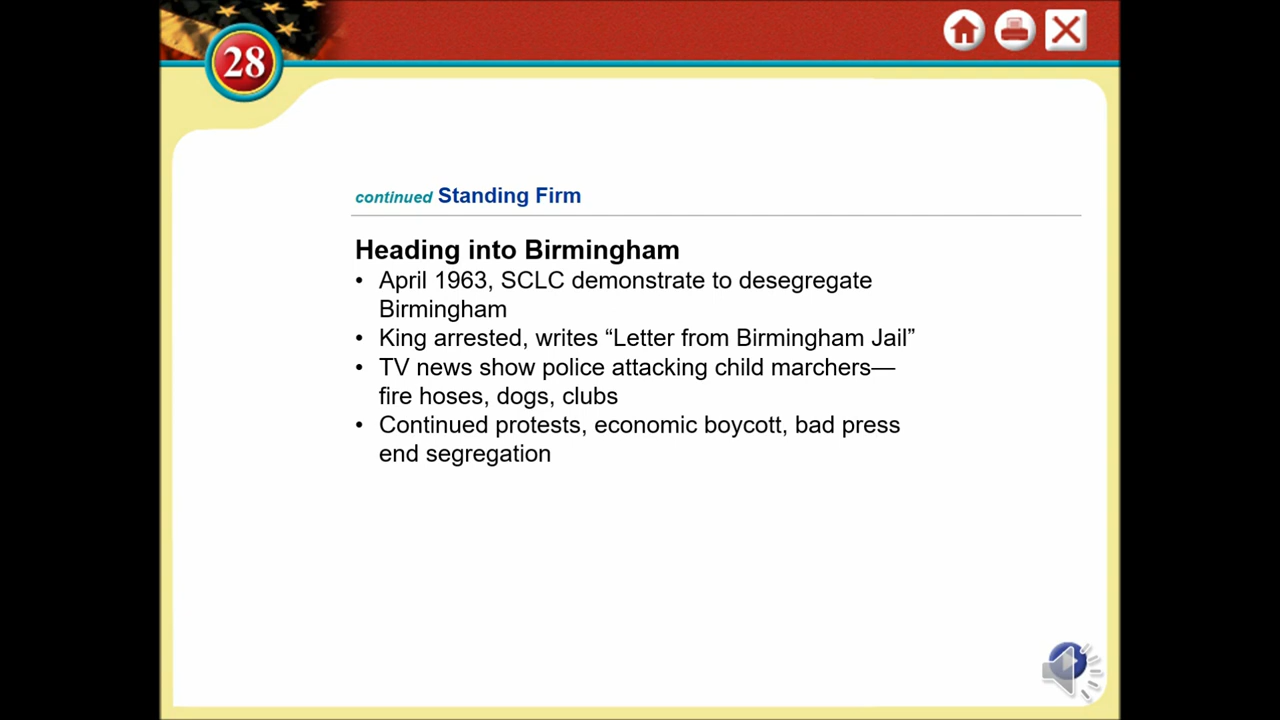 28
continued Standing Firm
Heading into Birmingham
• April 1963, SCLC demonstrate to desegregate
Birmingham
• King arrested, writes “Letter from Birmingham Jail”
• TV news show police attacking child marchers—
fire hoses, dogs, clubs
• Continued protests, economic boycott, bad press
end segregation